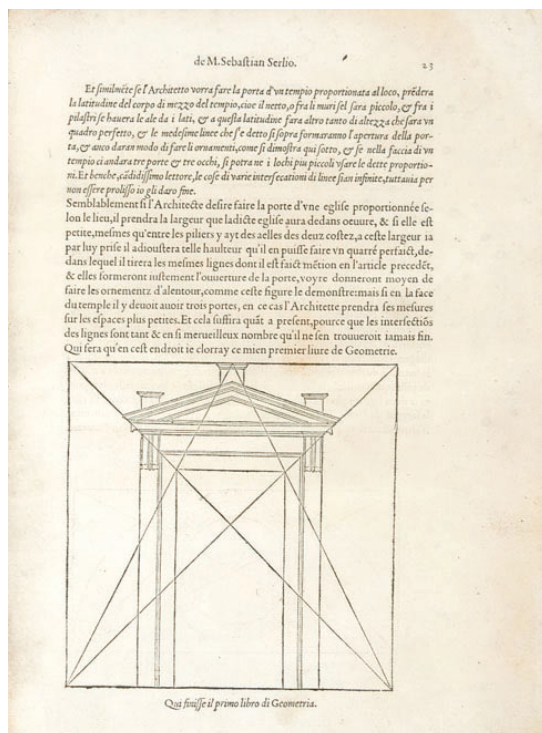 de M. Sebastian Serlio. 23
Et similmẽte se l'Architetto vorra fare la porta d'vn tempio proportionata al loco, prẽdera
la latitudine del corpo di mezzo del tempio, cioe il netto, o fra li muri sel sara piccolo, & fra i
pilastri se hauera le ale da i lati, & a questa latitudine fara altro tanto di altezza che sara vn
quadro perfetto, & le medesime linee che s'e detto si sopra formaranno l'apertura della por-
ta, & anco daran modo di fare li ornamenti, come si dimostra qui sotto, & se nella faccia di vn
tempio ci andara tre porte & tre occhi, si potra ne i lochi piu piccoli vsare le dette proportio-
ni. Et benche, cãdidissimo lettore, le cose di varie intersecationi di linee sian infinite, tuttauia per
non essere prolisso io gli daro fine.
Semblablement si l'Architecte desire faire la porte d'vne eglise proportionnée se-
lon le lieu, il prendra la largeur que ladicte eglise aura dedans oeuure, & si elle est
petite, mesmes qu'entre les piliers y ayt des aelles des deux costez, a ceste largeur ia
par luy prise il adioustera telle haulteur qu'il en puisse faire vn quarré perfaict, de-
dans lequel il tirera les mesmes lignes dont il est faict mẽtion en l'article precedẽt,
& elles formeront iustement l'ouuerture de la porte, voyre donneront moyen de
faire les ornementz d'alentour, comme ceste figure le demonstre: mais si en la face
du temple il y deuoit auoir trois portes, en ce cas l'Architette prendra ses mesures
sur les espaces plus petites. Et cela suffira quãt a present, pource que les intersectiõs
des lignes sont tant & en si merueilleux nombre qu'il ne sen trouueroit iamais fin.
Qui sera qu'en cest endroit ie clorray ce mien premier liure de Geometrie.
Qui finisse il primo libro di Geometria.